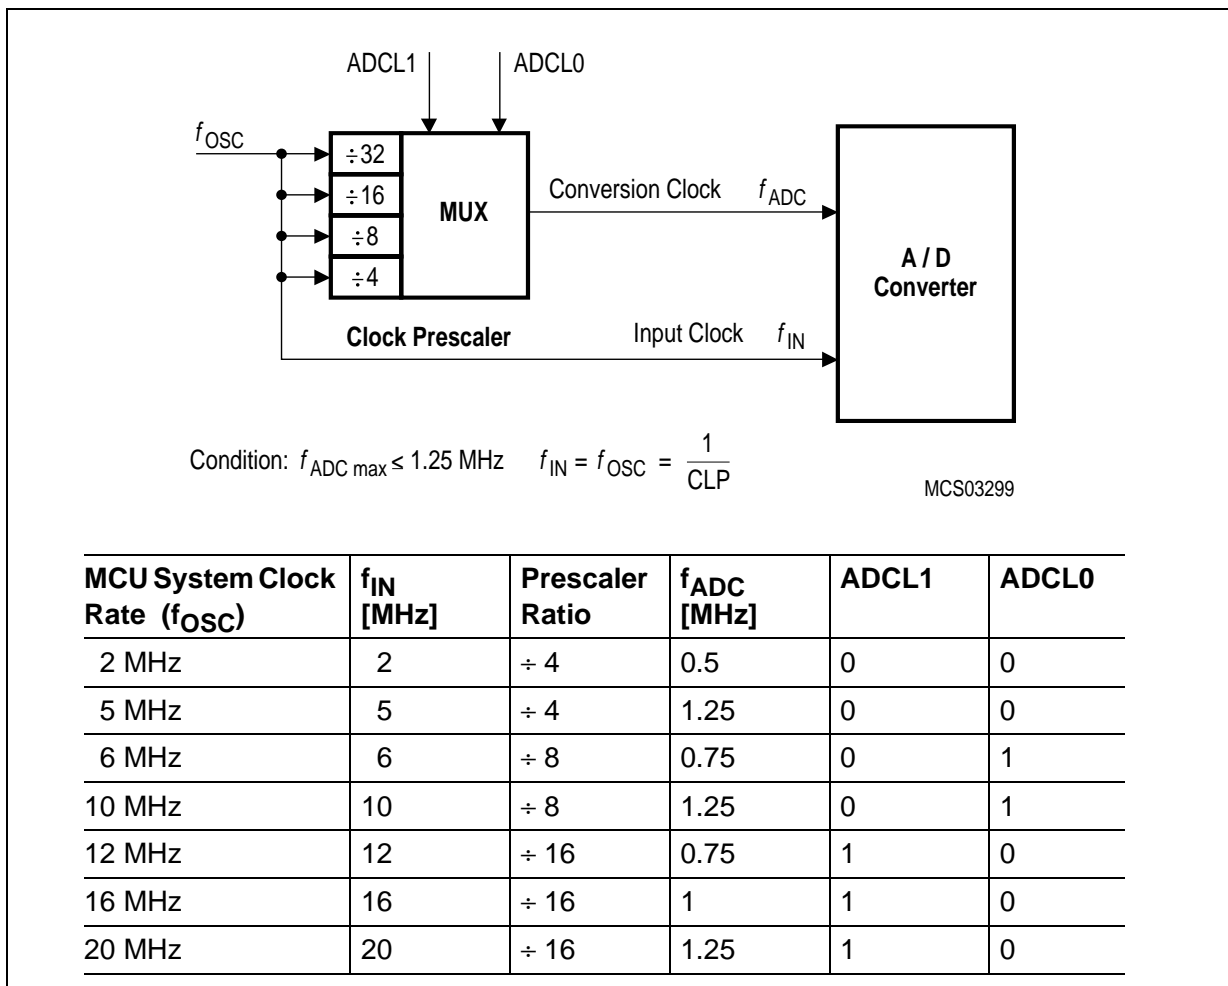 ADCL1 ADCL0
fOSC
÷32
÷16
÷8
÷4
MUX
Conversion Clock fADC
A / D
Converter
Clock Prescaler
Input Clock fIN
Condition: fADC max ≤ 1.25 MHz fIN = fOSC = 1/CLP
MCS03299
MCU System Clock Rate (fOSC) | fIN [MHz] | Prescaler Ratio | fADC [MHz] | ADCL1 | ADCL0
2 MHz | 2 | ÷ 4 | 0.5 | 0 | 0
5 MHz | 5 | ÷ 4 | 1.25 | 0 | 0
6 MHz | 6 | ÷ 8 | 0.75 | 0 | 1
10 MHz | 10 | ÷ 8 | 1.25 | 0 | 1
12 MHz | 12 | ÷ 16 | 0.75 | 1 | 0
16 MHz | 16 | ÷ 16 | 1 | 1 | 0
20 MHz | 20 | ÷ 16 | 1.25 | 1 | 0